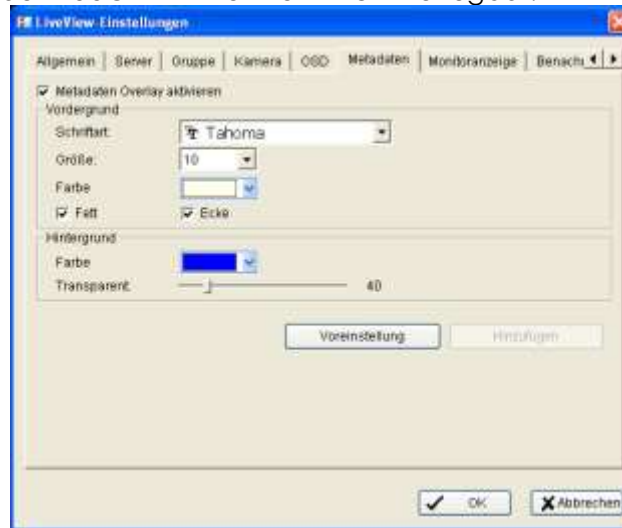 LiveView-Einstellungen
Allgemein Server Gruppe Kamera OSD Metadaten Monitoranzeige Benachr
Metadaten Overlay aktivieren
Vordergrund
Schriftart: Tahoma
Größe: 10
Farbe
Fett Ecke
Hintergrund
Farbe
Transparent: 40
Voreinstellung Hinzufügen
OK Abbrechen